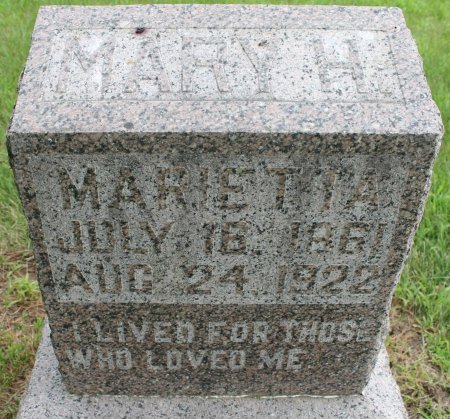 MARY H.
MARIETTA
JULY 16 1861
AUG 24 1922
I LIVED FOR THOSE
WHO LOVED ME